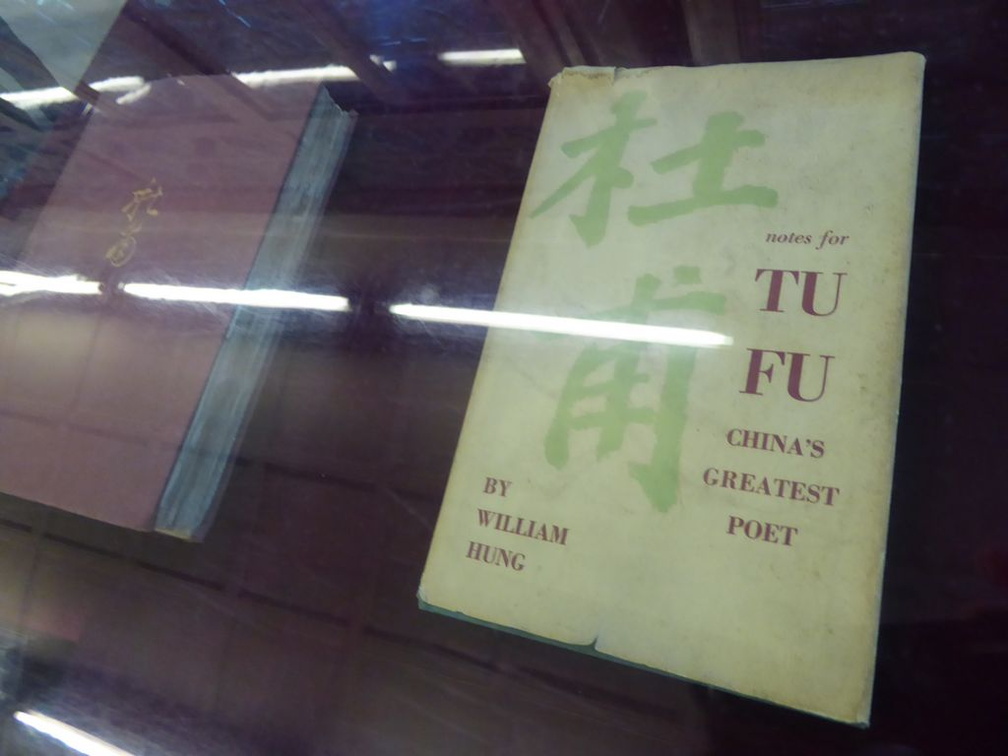 杜
甫
notes for
TU
FU
CHINA'S
GREATEST
POET
BY
WILLIAM
HUNG